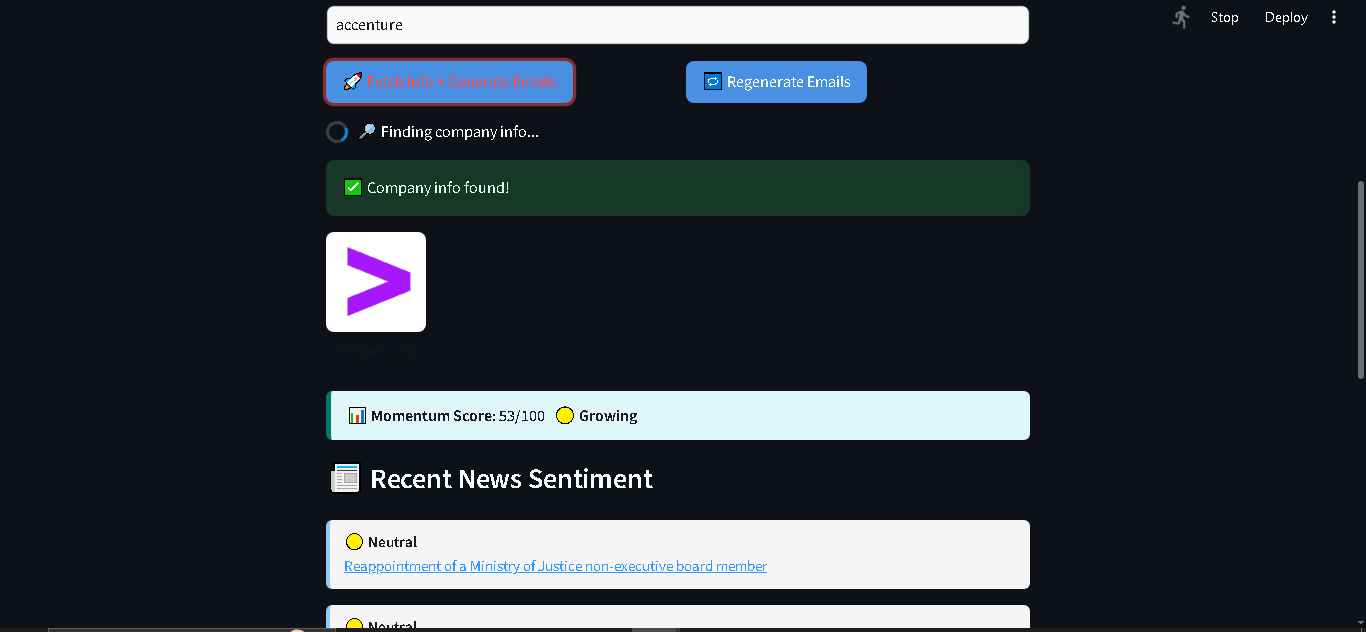 accenture
Stop Deploy
🚀 Fetch Info + Generate Emails
🔁 Regenerate Emails
🔎 Finding company info...
✅ Company info found!
Company Logo
📊 Momentum Score: 53/100 🟡 Growing
📰 Recent News Sentiment
🟡 Neutral
Reappointment of a Ministry of Justice non-executive board member
🟡 Neutral